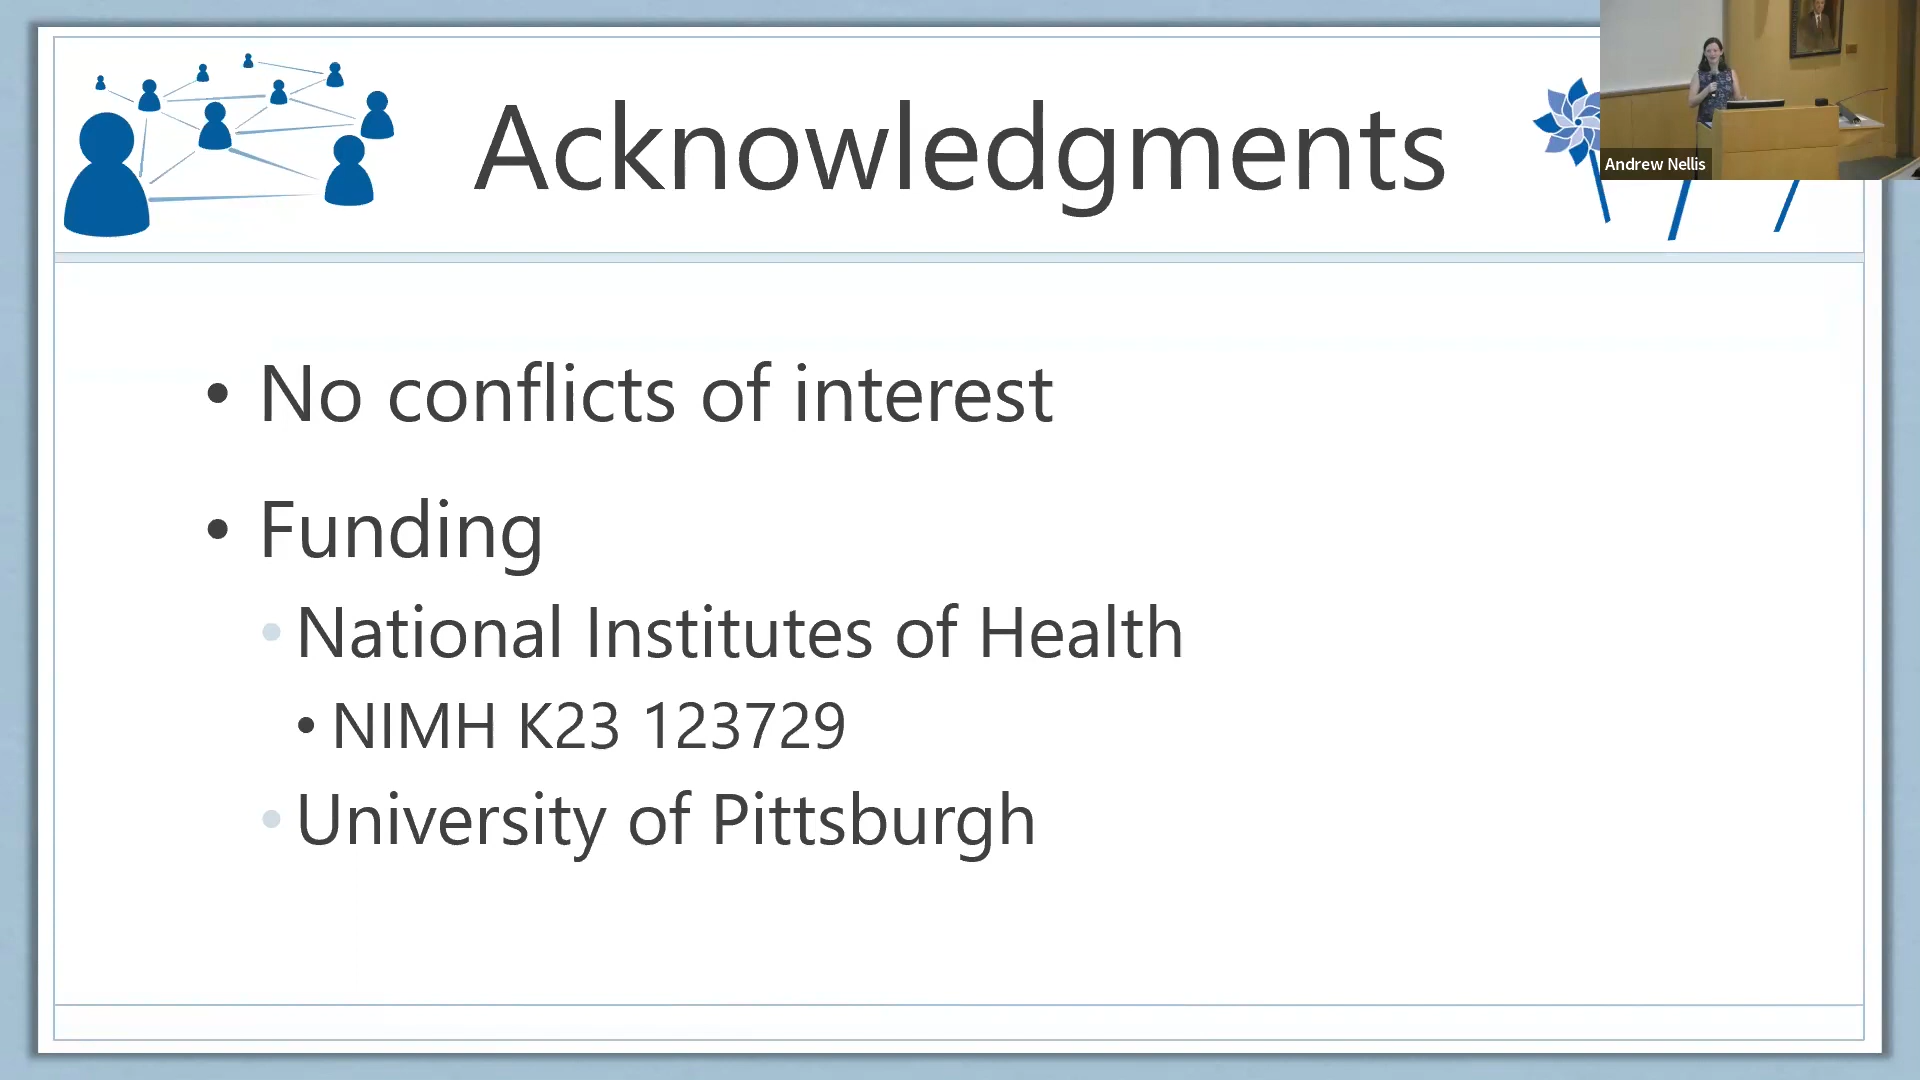 Acknowledgments
Andrew Nellis
• No conflicts of interest
• Funding
• National Institutes of Health
• NIMH K23 123729
• University of Pittsburgh